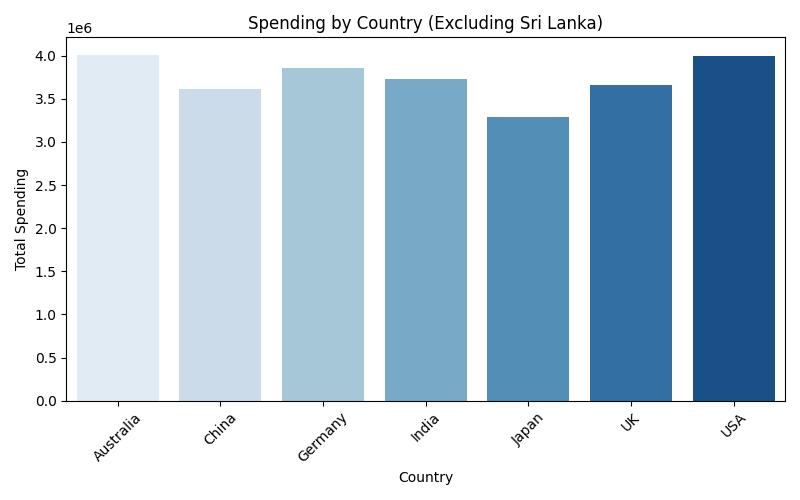 Spending by Country (Excluding Sri Lanka)
1e6
4.0
3.5
3.0
2.5
2.0
1.5
1.0
0.5
0.0
Total Spending
Australia
China
Germany
India
Japan
UK
USA
Country